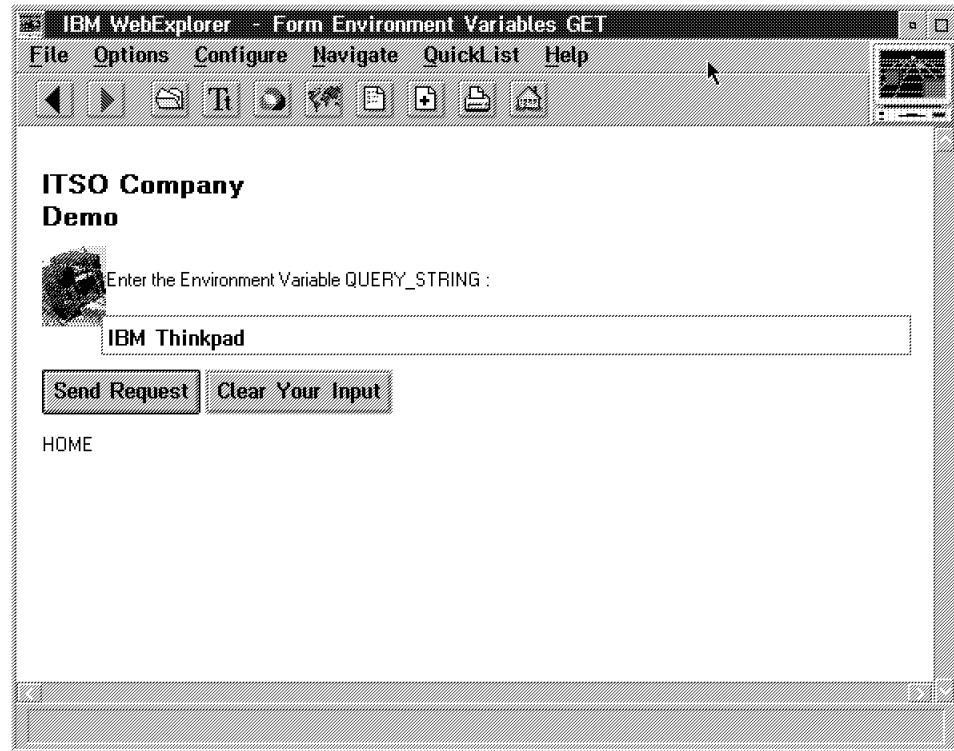 IBM WebExplorer - Form Environment Variables GET
File Options Configure Navigate QuickList Help
Tt
ITSO Company
Demo
Enter the Environment Variable QUERY_STRING :
IBM Thinkpad
Send Request Clear Your Input
HOME